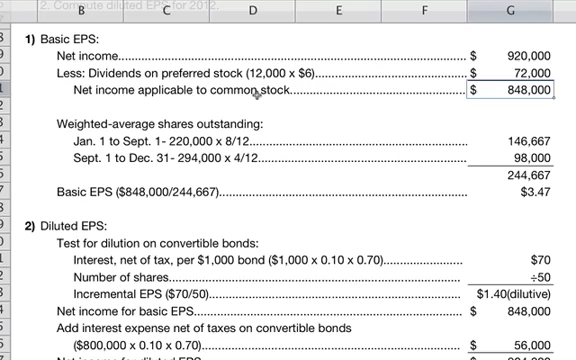 2. Compute diluted EPS for 2012.
B C D E F G
1) Basic EPS:
Net income.......................................................... $ 920,000
Less: Dividends on preferred stock (12,000 x $6).......... $ 72,000
Net income applicable to common stock.......... $ 848,000
Weighted-average shares outstanding:
Jan. 1 to Sept. 1- 220,000 x 8/12.......... 146,667
Sept. 1 to Dec. 31- 294,000 x 4/12.......... 98,000
244,667
Basic EPS ($848,000/244,667).......... $3.47
2) Diluted EPS:
Test for dilution on convertible bonds:
Interest, net of tax, per $1,000 bond ($1,000 x 0.10 x 0.70).......... $70
Number of shares.......... ÷50
Incremental EPS ($70/50).......... $1.40(dilutive)
Net income for basic EPS.......... $ 848,000
Add interest expense net of taxes on convertible bonds
($800,000 x 0.10 x 0.70).......... $ 56,000